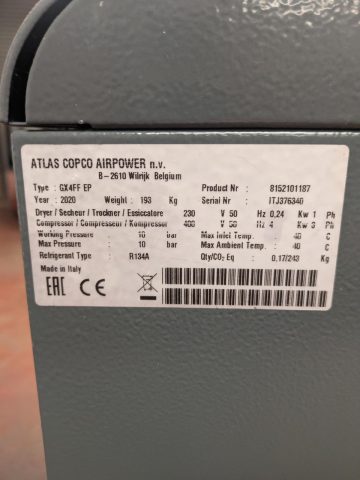 ATLAS COPCO AIRPOWER n.v.
B-2610 Wilrijk Belgium
Type : GX4FF EP Product Nr : 8152101187
Year : 2020 Weight : 193 Kg Serial Nr : ITJ376340
Dryer / Secheur / Trockner / Essiccatore 230 V 50 Hz 0,24 Kw 1 Ph
Compressor / Compresseur / Kompressor 400 V 50 Hz 4 Kw 3 Ph
Working Pressure : 10 bar Max Inlet Temp. : 40 C
Max Pressure : 10 bar Max Ambient Temp. : 40 C
Refrigerant Type : R134A Qty/CO₂ Eq : 0.17/243 Kg
Made in Italy
EAC CE